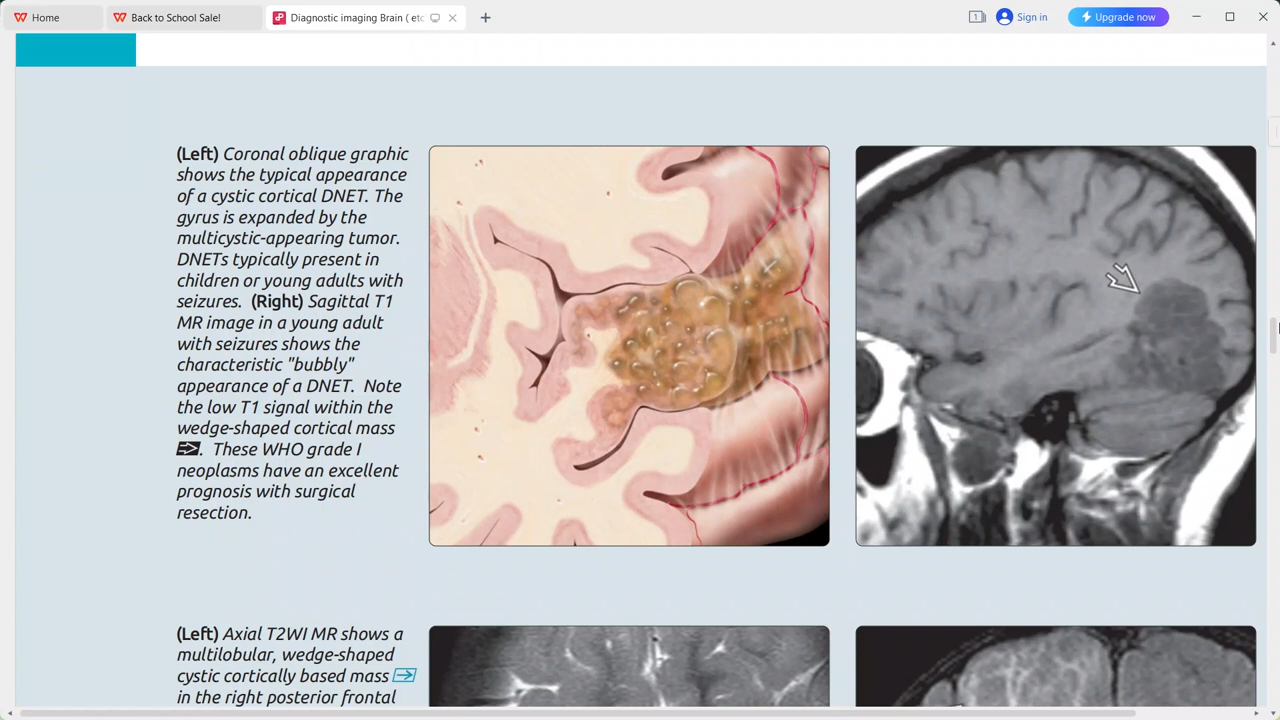 Home
Back to School Sale!
Diagnostic imaging Brain ( etc
1
Sign in
Upgrade now
(Left) Coronal oblique graphic
shows the typical appearance
of a cystic cortical DNET. The
gyrus is expanded by the
multicystic-appearing tumor.
DNETs typically present in
children or young adults with
seizures. (Right) Sagittal T1
MR image in a young adult
with seizures shows the
characteristic "bubbly"
appearance of a DNET. Note
the low T1 signal within the
wedge-shaped cortical mass
. These WHO grade I
neoplasms have an excellent
prognosis with surgical
resection.
(Left) Axial T2WI MR shows a
multilobular, wedge-shaped
cystic cortically based mass
in the right posterior frontal